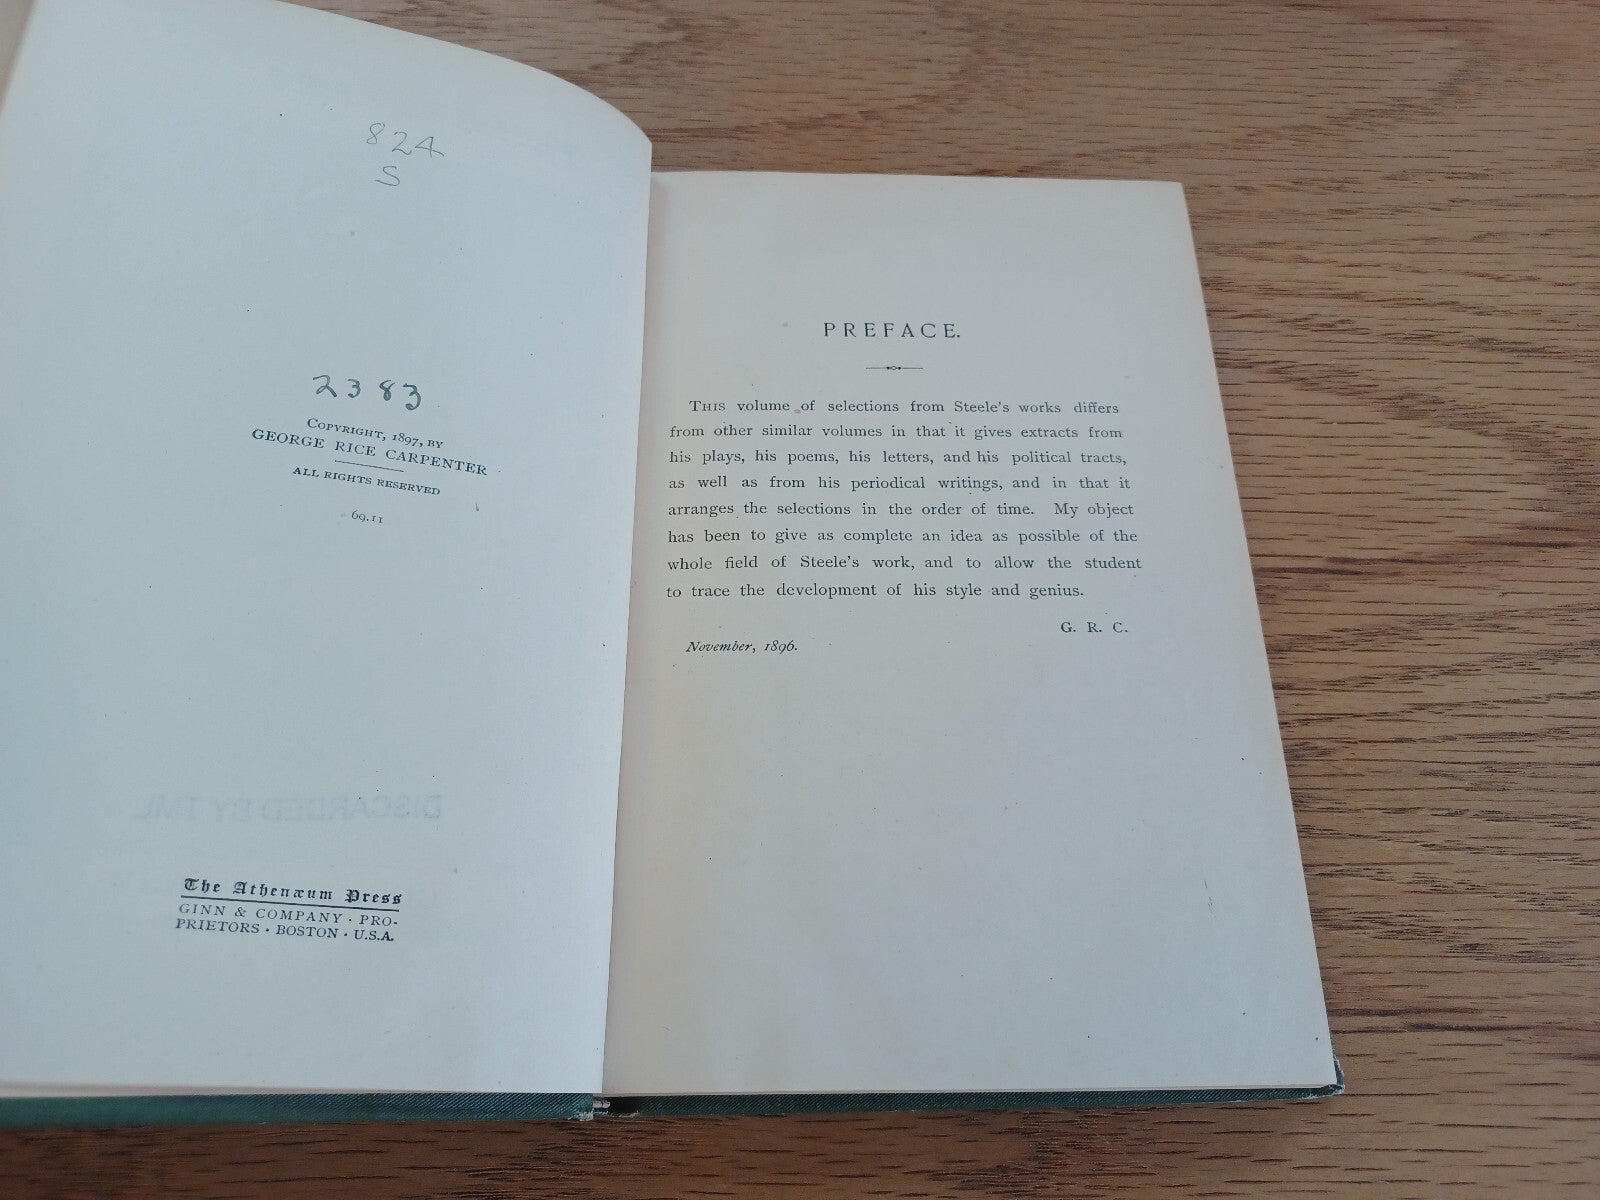 824
S
2383
COPYRIGHT, 1897, BY
GEORGE RICE CARPENTER
ALL RIGHTS RESERVED
69.11
DISCARDED BY TML
The Athenæum Press
GINN & COMPANY · PRO-
PRIETORS · BOSTON · U.S.A.
PREFACE.
THIS volume of selections from Steele's works differs
from other similar volumes in that it gives extracts from
his plays, his poems, his letters, and his political tracts,
as well as from his periodical writings, and in that it
arranges the selections in the order of time. My object
has been to give as complete an idea as possible of the
whole field of Steele's work, and to allow the student
to trace the development of his style and genius.
G. R. C.
November, 1896.